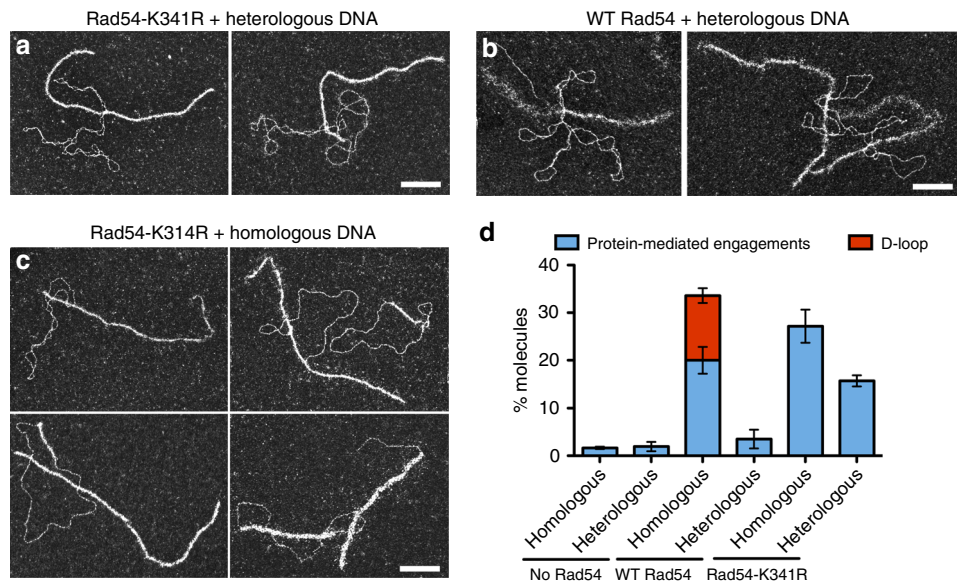 Rad54-K341R + heterologous DNA
a
WT Rad54 + heterologous DNA
b
Rad54-K314R + homologous DNA
c
d
Protein-mediated engagements
D-loop
% molecules
40
30
20
10
0
Homologous
Heterologous
Homologous
Heterologous
Homologous
Heterologous
No Rad54
WT Rad54
Rad54-K341R